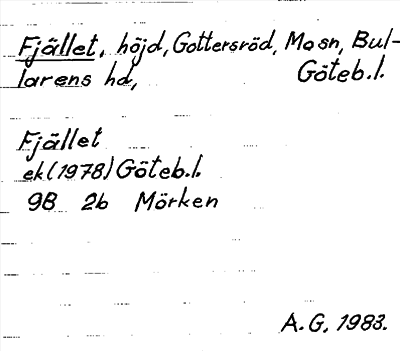 Fjället, höjd, Gottersröd, Mo sn, Bul-
larens hd, Göteb.l.
Fjället
ek (1978) Göteb.l.
9B 2b Mörken
A.G. 1983.